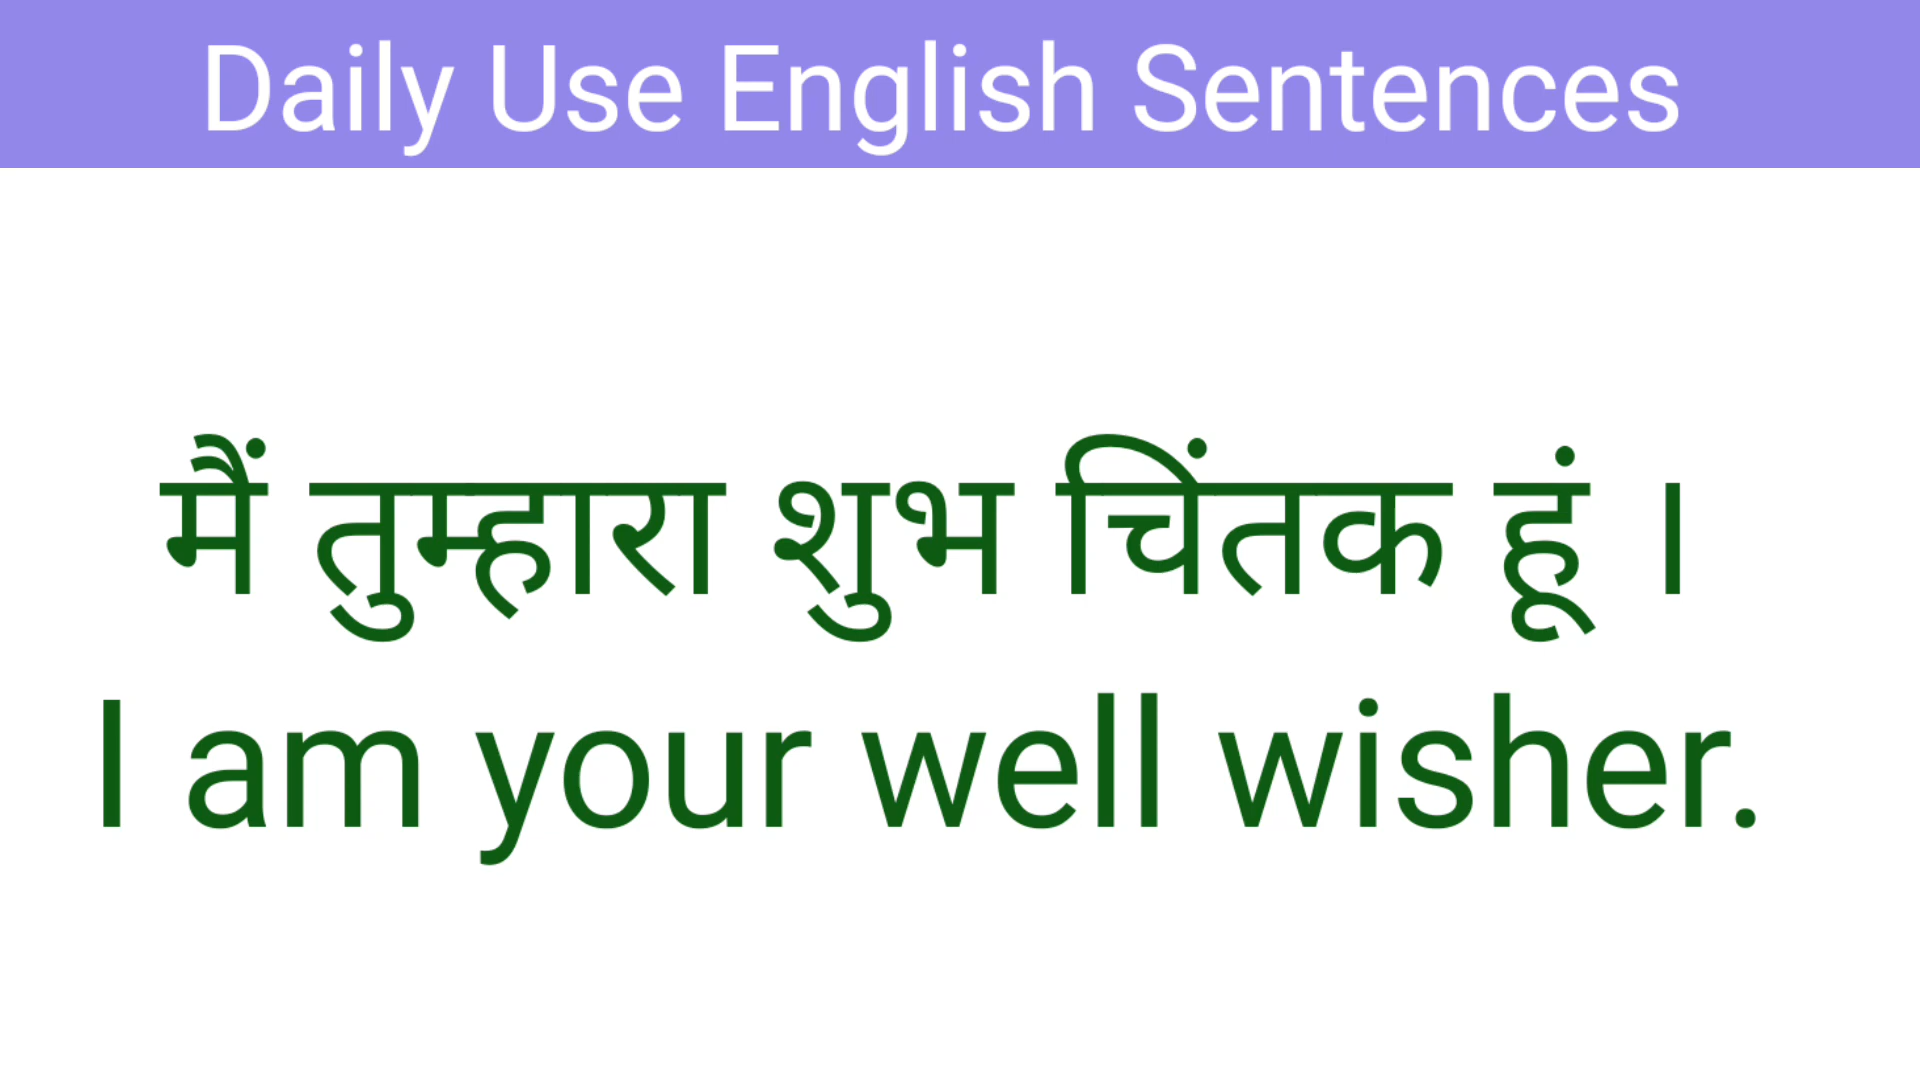 Daily Use English Sentences
मैं तुम्हारा शुभ चिंतक हूं ।
I am your well wisher.